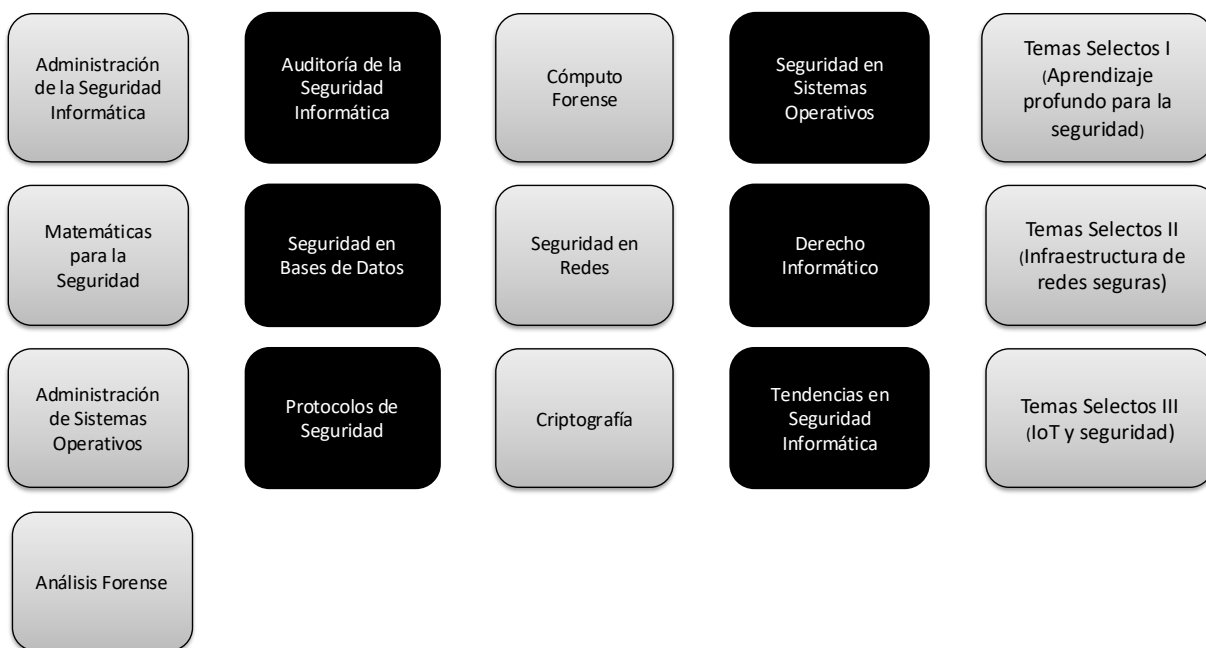 Administración
de la Seguridad
Informática
Auditoría de la
Seguridad
Informática
Cómputo
Forense
Seguridad en
Sistemas
Operativos
Temas Selectos I
(Aprendizaje
profundo para la
seguridad)
Matemáticas
para la
Seguridad
Seguridad en
Bases de Datos
Seguridad en
Redes
Derecho
Informático
Temas Selectos II
(Infraestructura de
redes seguras)
Administración
de Sistemas
Operativos
Protocolos de
Seguridad
Criptografía
Tendencias en
Seguridad
Informática
Temas Selectos III
(IoT y seguridad)
Análisis Forense